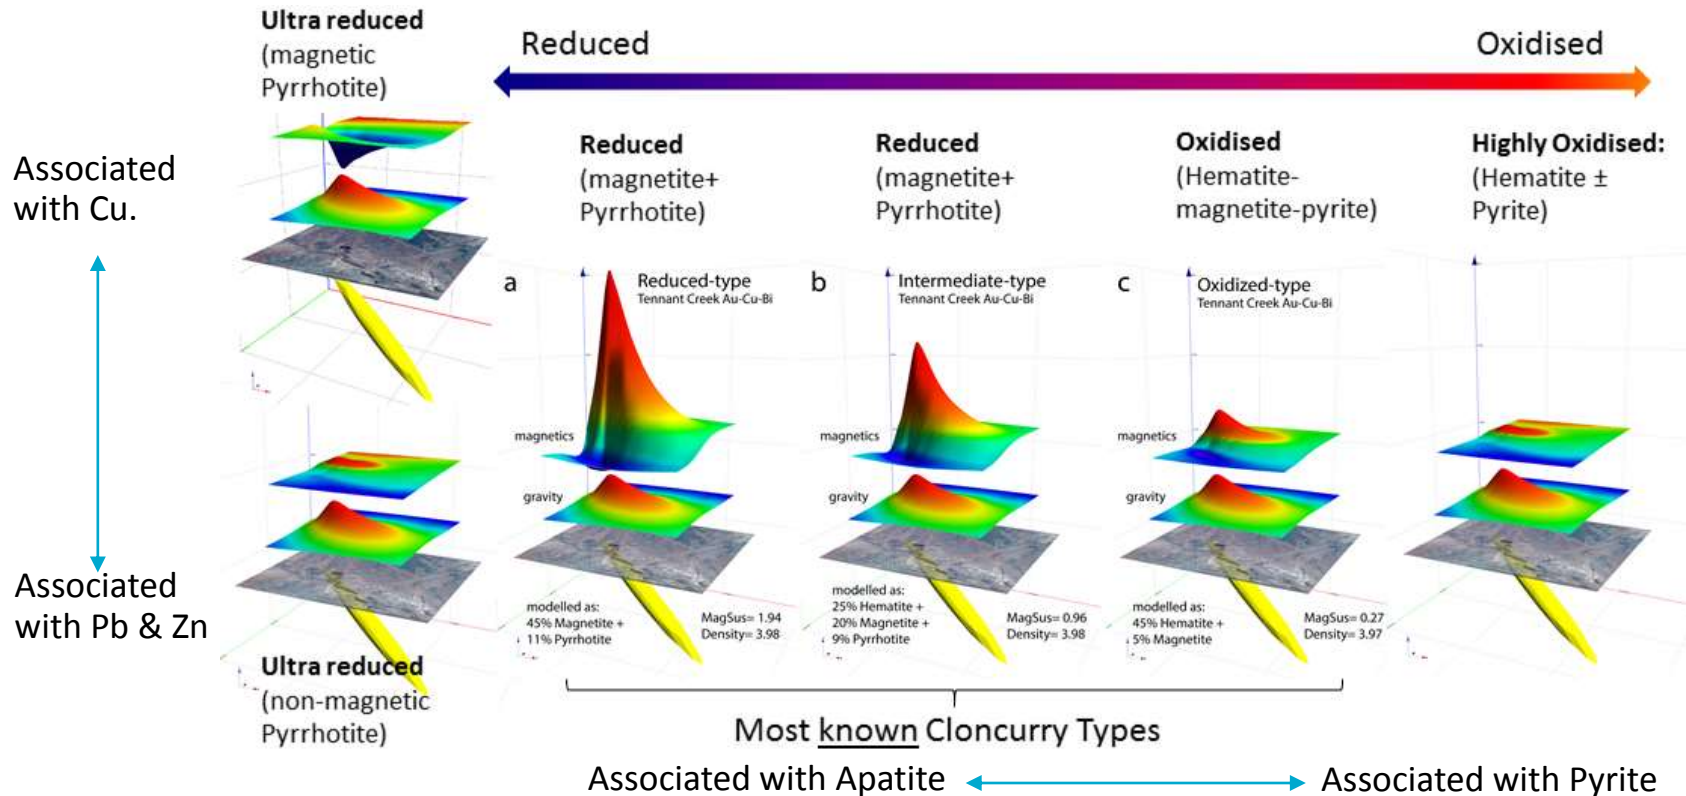 Ultra reduced
(magnetic
Pyrrhotite)
Reduced
Oxidised
Associated
with Cu.
Associated
with Pb & Zn
Ultra reduced
(non-magnetic
Pyrrhotite)
Reduced
(magnetite+
Pyrrhotite)
Reduced
(magnetite+
Pyrrhotite)
Oxidised
(Hematite-
magnetite-pyrite)
Highly Oxidised:
(Hematite ±
Pyrite)
a
Reduced-type
Tennant Creek Au-Cu-Bi
magnetics
gravity
modelled as:
45% Magnetite +
11% Pyrrhotite
MagSus= 1.94
Density= 3.98
b
Intermediate-type
Tennant Creek Au-Cu-Bi
magnetics
gravity
modelled as:
25% Hematite +
20% Magnetite +
9% Pyrrhotite
MagSus= 0.96
Density= 3.98
c
Oxidized-type
Tennant Creek Au-Cu-Bi
magnetics
gravity
modelled as:
45% Hematite +
5% Magnetite
MagSus= 0.27
Density= 3.97
Most known Cloncurry Types
Associated with Apatite
Associated with Pyrite